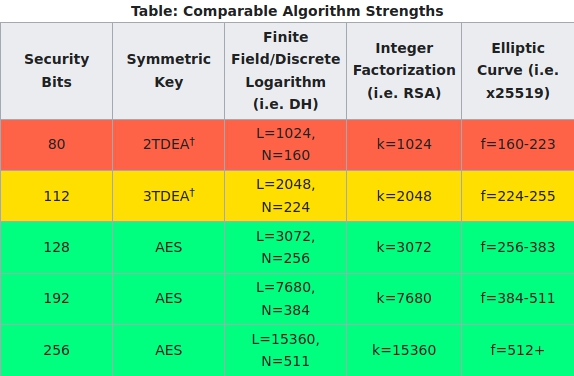 Table: Comparable Algorithm Strengths
Security
Bits
Symmetric
Key
Finite
Field/Discrete
Logarithm
(i.e. DH)
Integer
Factorization
(i.e. RSA)
Elliptic
Curve (i.e.
x25519)
80
2TDEA†
L=1024,
N=160
k=1024
f=160-223
112
3TDEA†
L=2048,
N=224
k=2048
f=224-255
128
AES
L=3072,
N=256
k=3072
f=256-383
192
AES
L=7680,
N=384
k=7680
f=384-511
256
AES
L=15360,
N=511
k=15360
f=512+